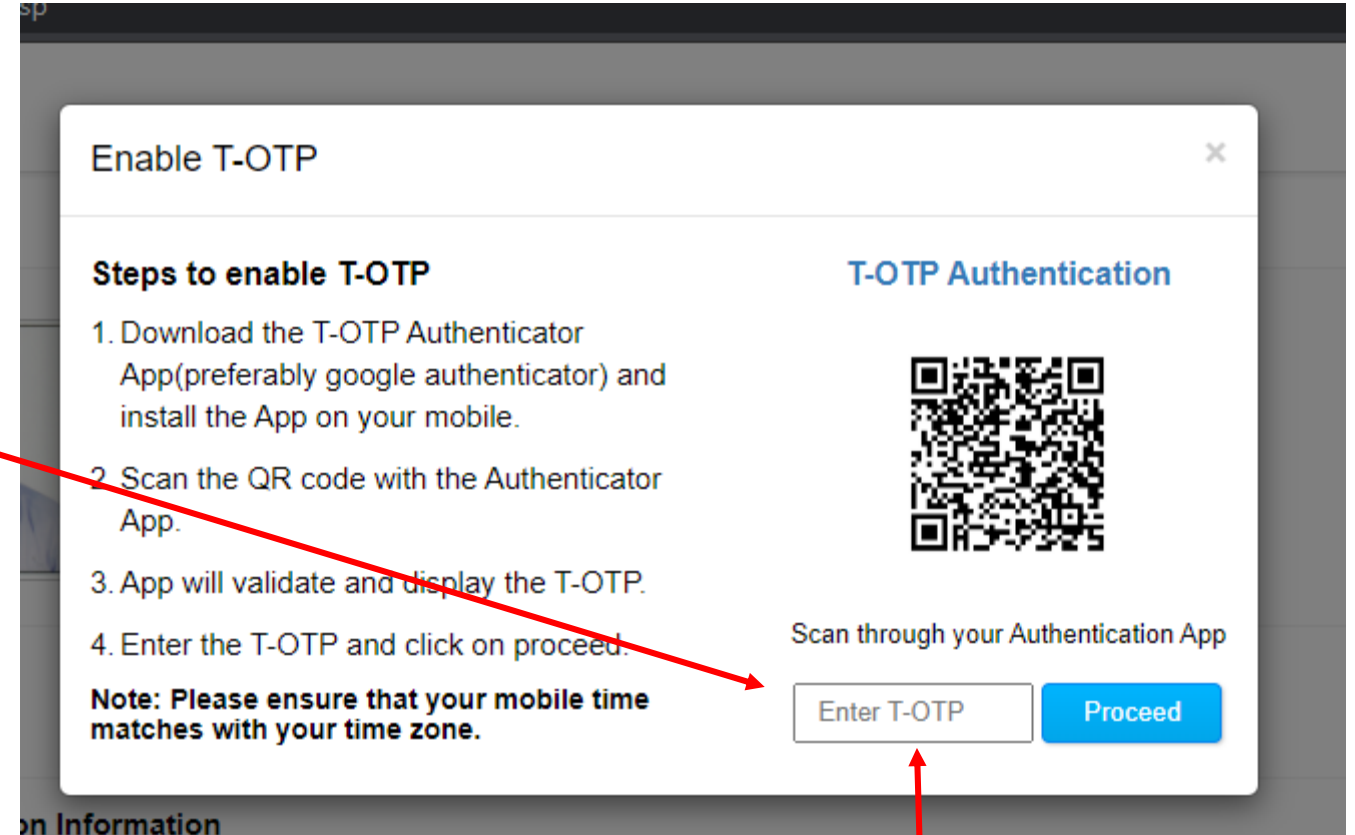 sp
Enable T-OTP
×
Steps to enable T-OTP
1. Download the T-OTP Authenticator
App(preferably google authenticator) and
install the App on your mobile.
2. Scan the QR code with the Authenticator
App.
3. App will validate and display the T-OTP.
4. Enter the T-OTP and click on proceed.
Note: Please ensure that your mobile time
matches with your time zone.
T-OTP Authentication
Scan through your Authentication App
Enter T-OTP
Proceed
on Information